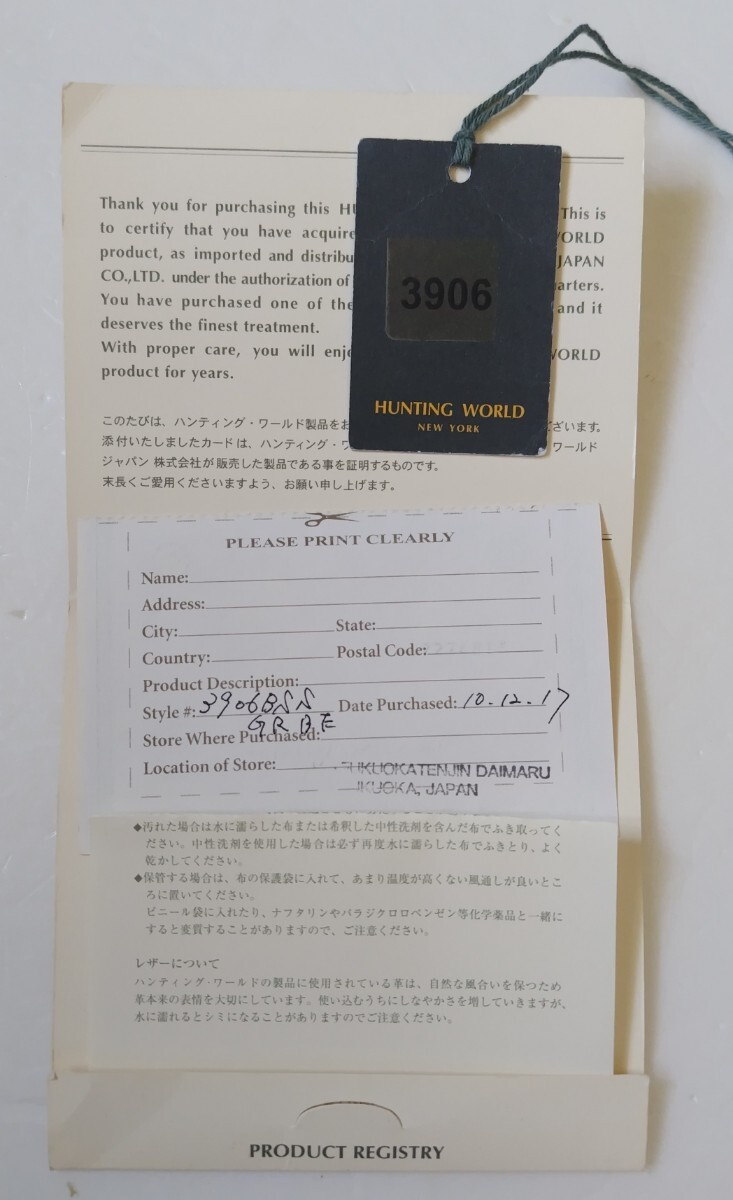 Thank you for purchasing this This is
to certify that you have acquire ORLD
product, as imported and distribu JAPAN
CO.,LTD. under the authorization of arters.
You have purchased one of the and it
deserves the finest treatment.
With proper care, you will enj WORLD
product for years.
このたびは、ハンティング・ワールド製品をお ございます。
添付いたしましたカードは、ハンティング・ワ ワールド
ジャパン 株式会社が販売した製品である事を証明するものです。
末長くご愛用くださいますよう、お願い申し上げます。
3906
HUNTING WORLD
NEW YORK
PLEASE PRINT CLEARLY
Name:
Address:
City: State:
Country: Postal Code:
Product Description:
Style #: 3906BNN Date Purchased: 10.12.17
GRBE
Store Where Purchased:
Location of Store: FUKUOKATENJIN DAIMARU
UKUOKA, JAPAN
◆汚れた場合は水に濡らした布または希釈した中性洗剤を含んだ布でふき取ってく
ださい。中性洗剤を使用した場合は必ず再度水に濡らした布でふきとり、よく
乾かしてください。
◆保管する場合は、布の保護袋に入れて、あまり温度が高くない風通しが良いとこ
ろに置いてください。
ビニール袋に入れたり、ナフタリンやパラジクロロベンゼン等化学薬品と一緒に
すると変質することがありますので、ご注意ください。
レザーについて
ハンティング・ワールドの製品に使用されている革は、自然な風合いを保つため
革本来の表情を大切にしています。使い込むうちにしなやかさを増していきますが、
水に濡れるとシミになることがありますのでご注意ください。
PRODUCT REGISTRY